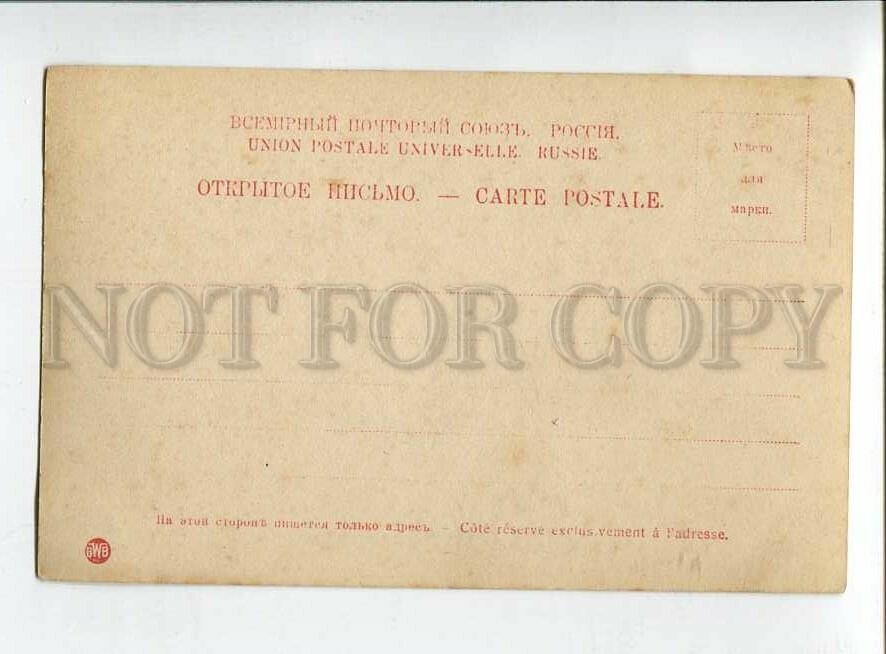 ВСЕМІРНЫЙ ПОЧТОВЫЙ СОЮЗЪ. РОССІЯ.
UNION POSTALE UNIVERSELLE. RUSSIE.
ОТКРЫТОЕ ПИСЬМО. — CARTE POSTALE.
Мѣсто
для
марки.
NOT FOR COPY
На этой сторонѣ пишется только адресъ. – Côté réservé exclusivement á l'adresse.